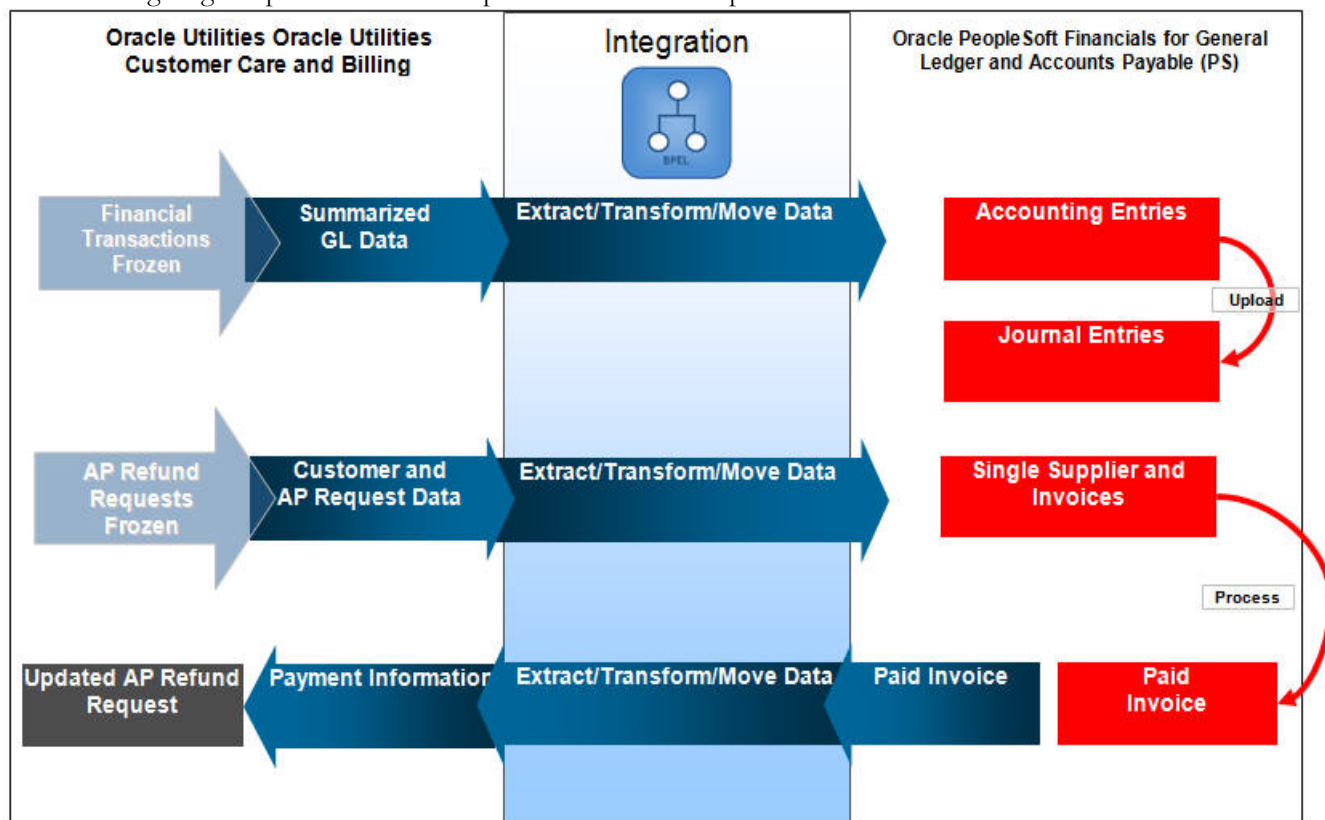 Oracle Utilities Oracle Utilities
Customer Care and Billing
Integration
BPEL
Oracle PeopleSoft Financials for General
Ledger and Accounts Payable (PS)
Financial
Transactions
Frozen
Summarized
GL Data
Extract/Transform/Move Data
Accounting Entries
Upload
Journal Entries
AP Refund
Requests
Frozen
Customer and
AP Request Data
Extract/Transform/Move Data
Single Supplier and
Invoices
Process
Updated AP Refund
Request
Payment Information
Extract/Transform/Move Data
Paid Invoice
Paid
Invoice